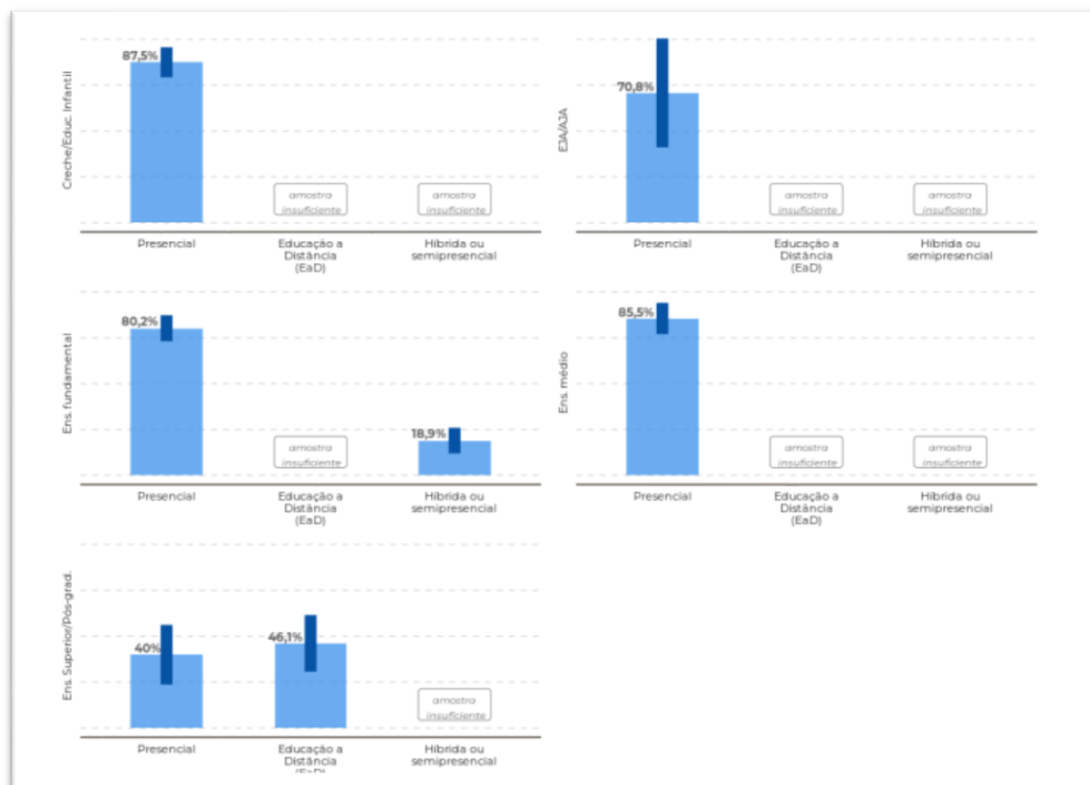 Creche/Educ. Infantil
87,5%
amostra
insuficiente
amostra
insuficiente
Presencial
Educação a
Distância
(EaD)
Híbrida ou
semipresencial
EJA/AJA
70,8%
amostra
insuficiente
amostra
insuficiente
Presencial
Educação a
Distância
(EaD)
Híbrida ou
semipresencial
Ens. fundamental
80,2%
amostra
insuficiente
18,9%
Presencial
Educação a
Distância
(EaD)
Híbrida ou
semipresencial
Ens. médio
85,5%
amostra
insuficiente
amostra
insuficiente
Presencial
Educação a
Distância
(EaD)
Híbrida ou
semipresencial
Ens. Superior/Pós-grad.
40%
46,1%
amostra
insuficiente
Presencial
Educação a
Distância
(EaD)
Híbrida ou
semipresencial